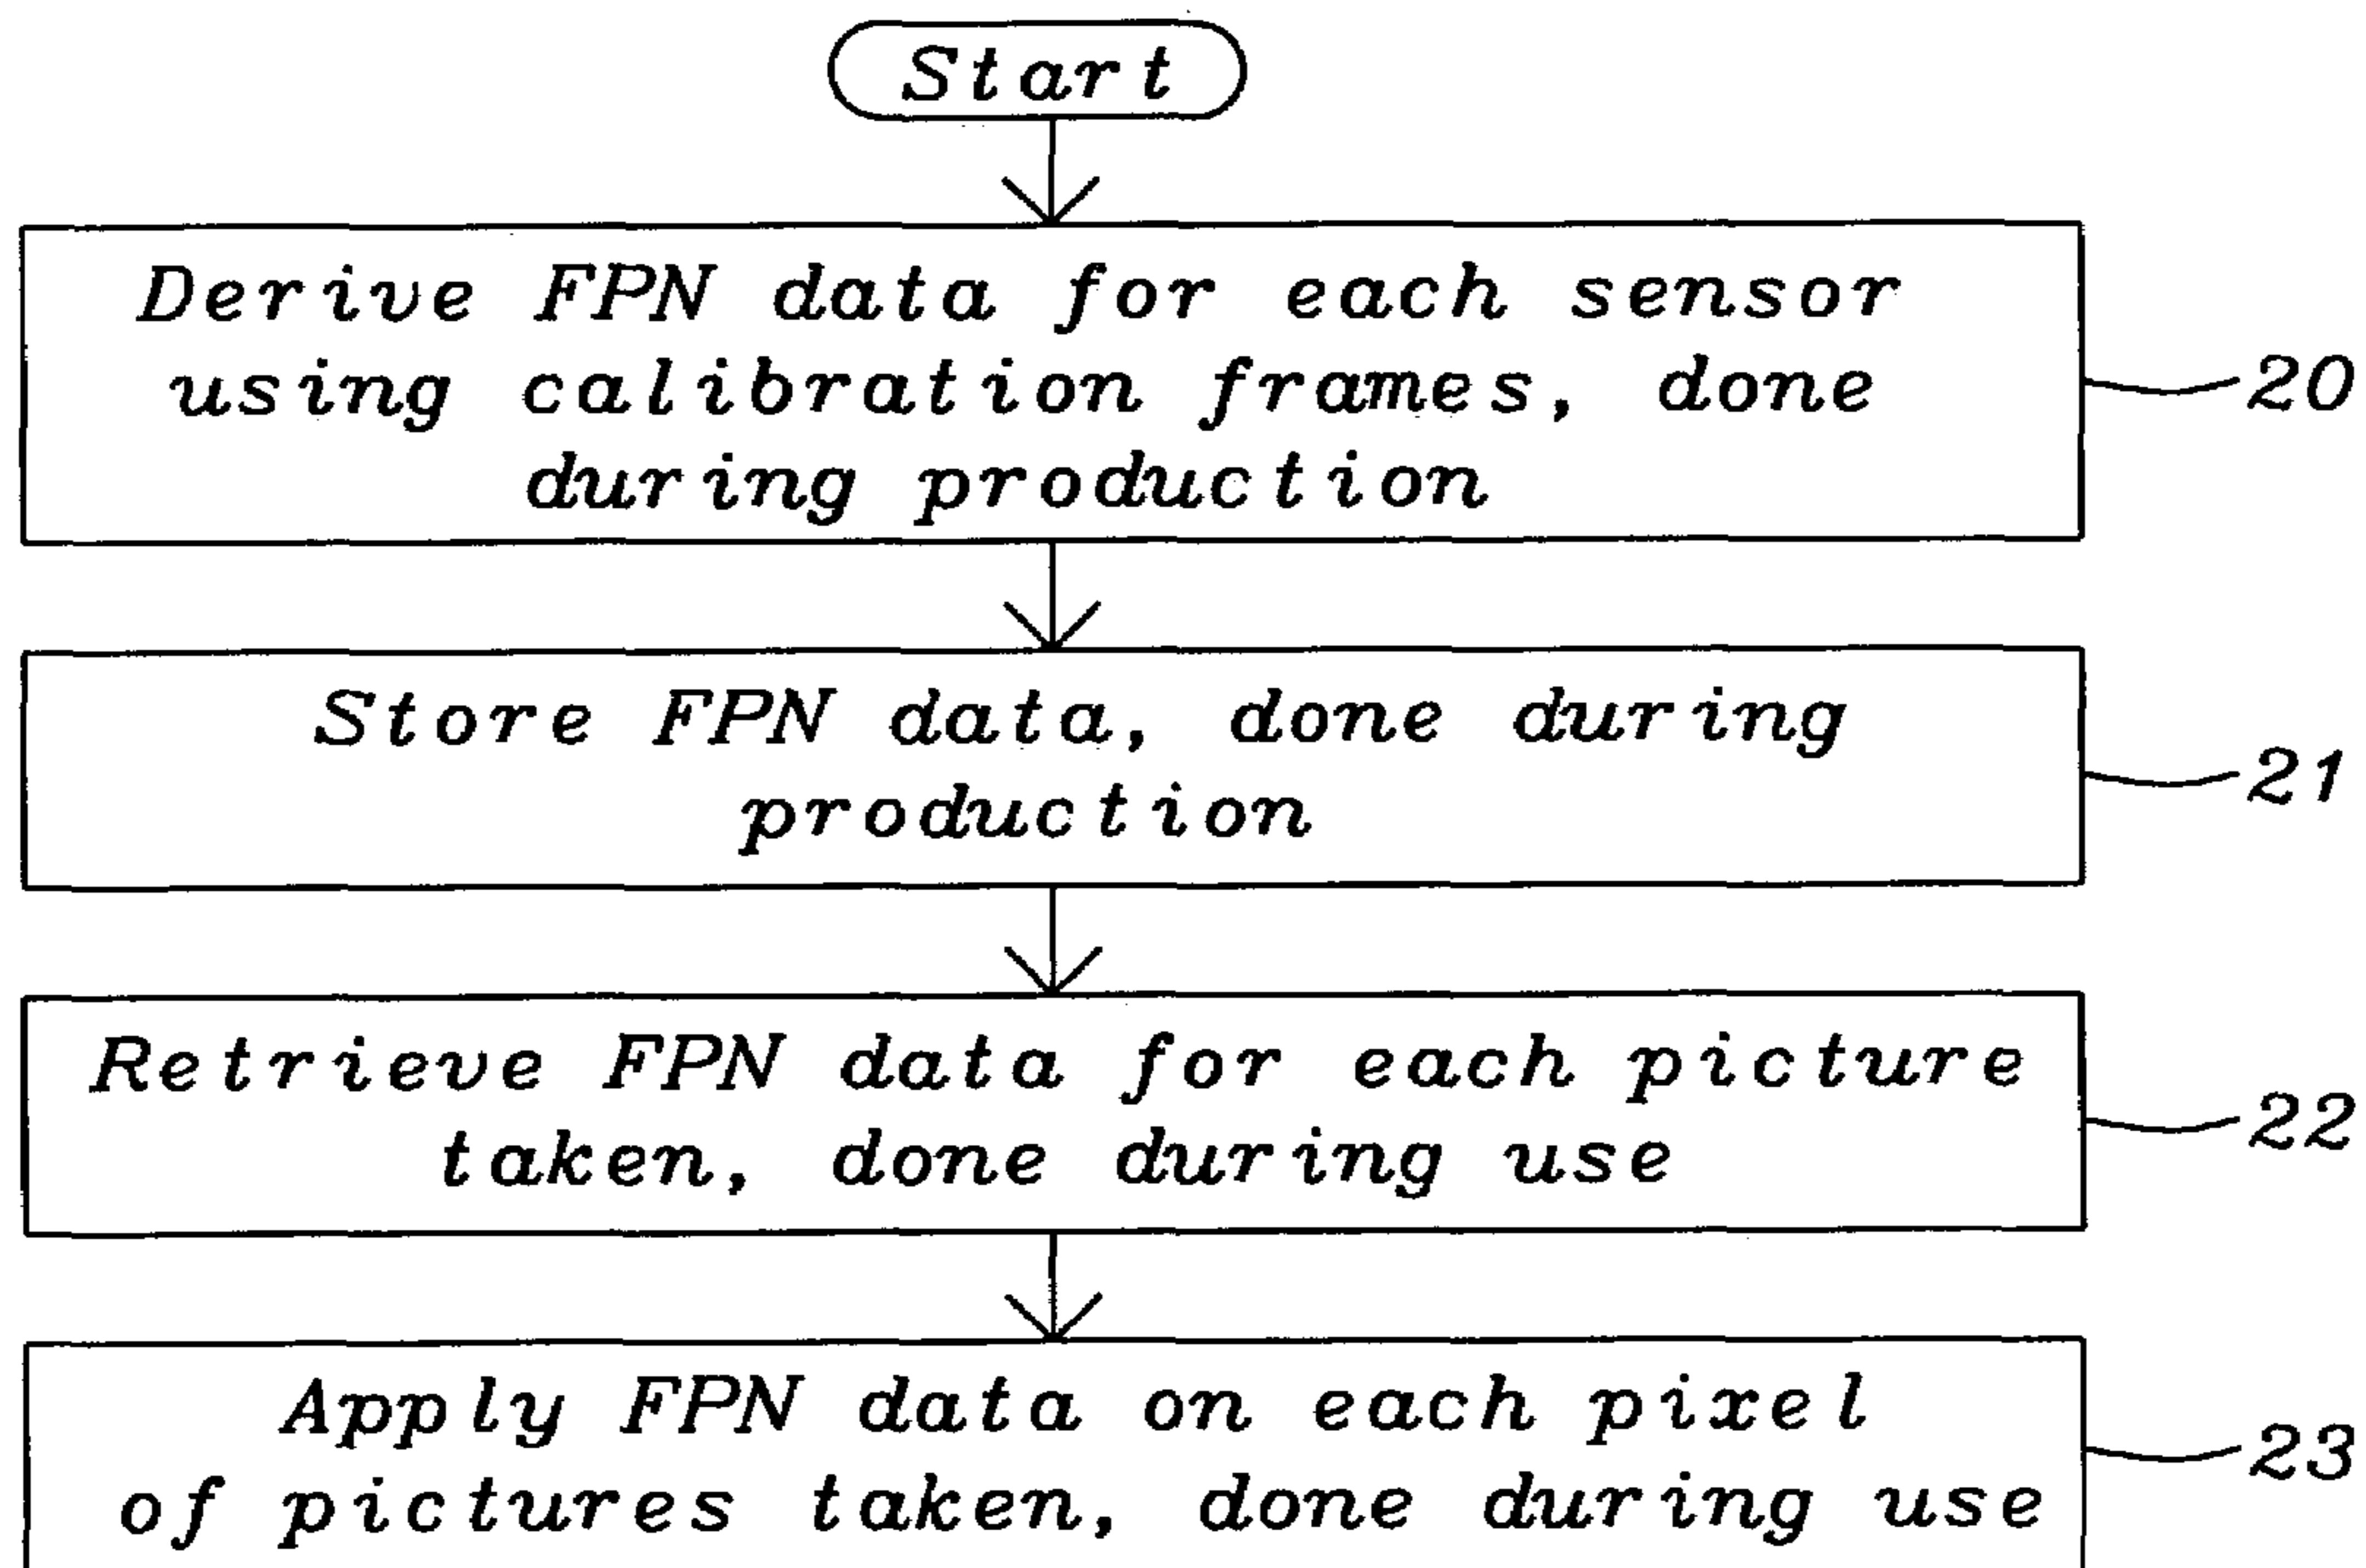 Start
Derive FPN data for each sensor
using calibration frames, done
during production
20
Store FPN data, done during
production
21
Retrieve FPN data for each picture
taken, done during use
22
Apply FPN data on each pixel
of pictures taken, done during use
23